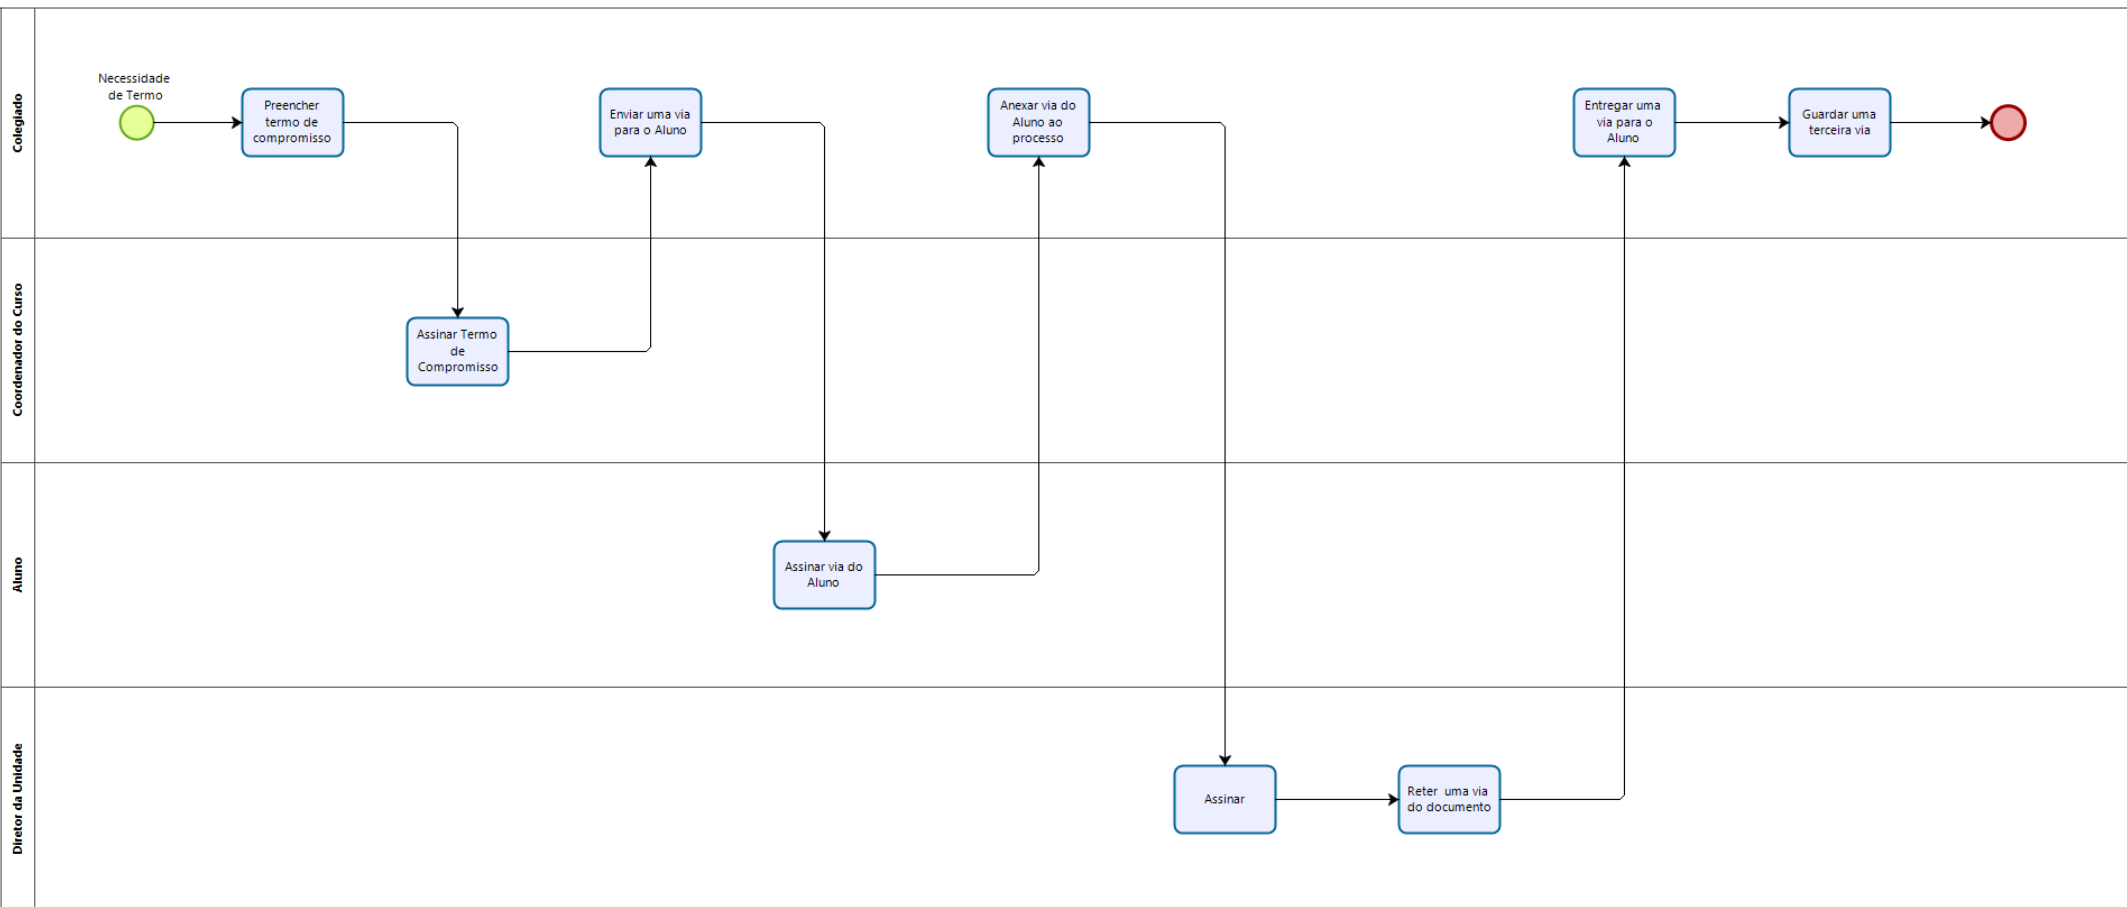 Colegiado
Necessidade
de Termo
Preencher
termo de
compromisso
Enviar uma via
para o Aluno
Anexar via do
Aluno ao
processo
Entregar uma
via para o
Aluno
Guardar uma
terceira via
Coordenador do Curso
Assinar Termo
de
Compromisso
Aluno
Assinar via do
Aluno
Diretor da Unidade
Assinar
Reter uma via
do documento